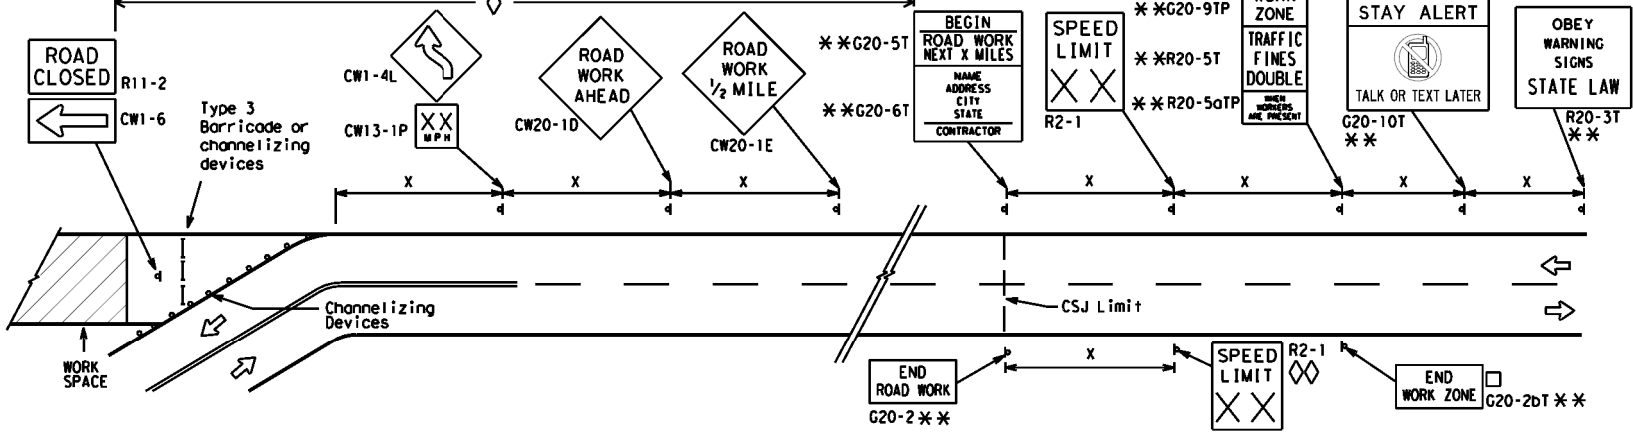 ROAD
CLOSED
R11-2
CW1-6
Type 3
Barricade or
channelizing
devices
CW1-4L
XX
MPH
CW13-1P
ROAD
WORK
AHEAD
CW20-1D
ROAD
WORK
1/2 MILE
CW20-1E
* *G20-5T
* *G20-6T
BEGIN
ROAD WORK
NEXT X MILES
NAME
ADDRESS
CITY
STATE
CONTRACTOR
SPEED
LIMIT
X X
R2-1
* *G20-9TP
* *R20-5T
* *R20-5aTP
WORK
ZONE
TRAFFIC
FINES
DOUBLE
WHEN
WORKERS
ARE PRESENT
STAY ALERT
TALK OR TEXT LATER
G20-10T
* *
OBEY
WARNING
SIGNS
STATE LAW
R20-3T
* *
X
X
X
X
X
X
X
Channelizing
Devices
CSJ Limit
WORK
SPACE
END
ROAD WORK
G20-2 * *
X
SPEED
LIMIT
X X
R2-1
END
WORK ZONE
G20-2bT * *